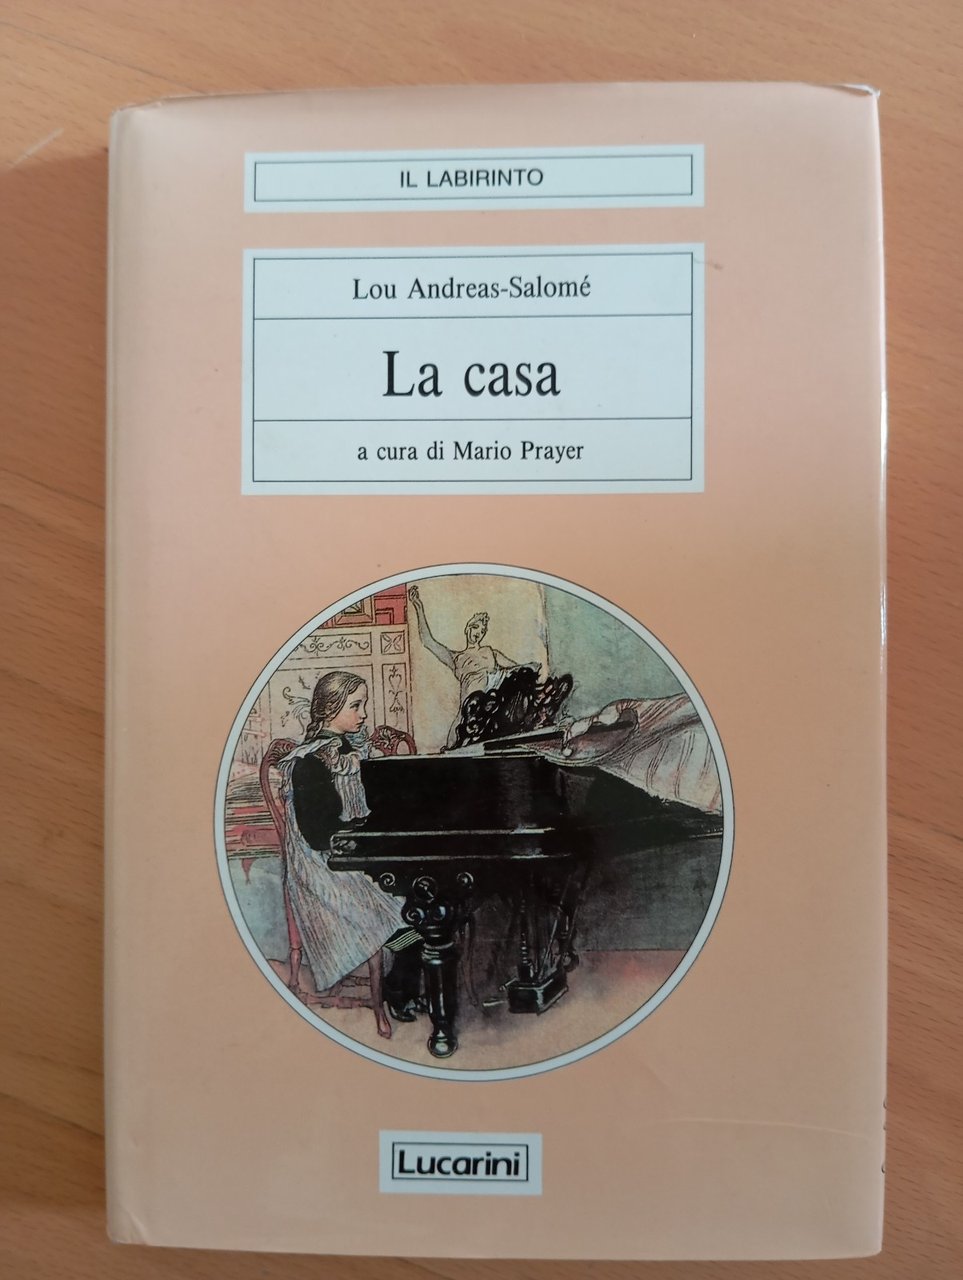 IL LABIRINTO
Lou Andreas-Salomé
La casa
a cura di Mario Prayer
Lucarini